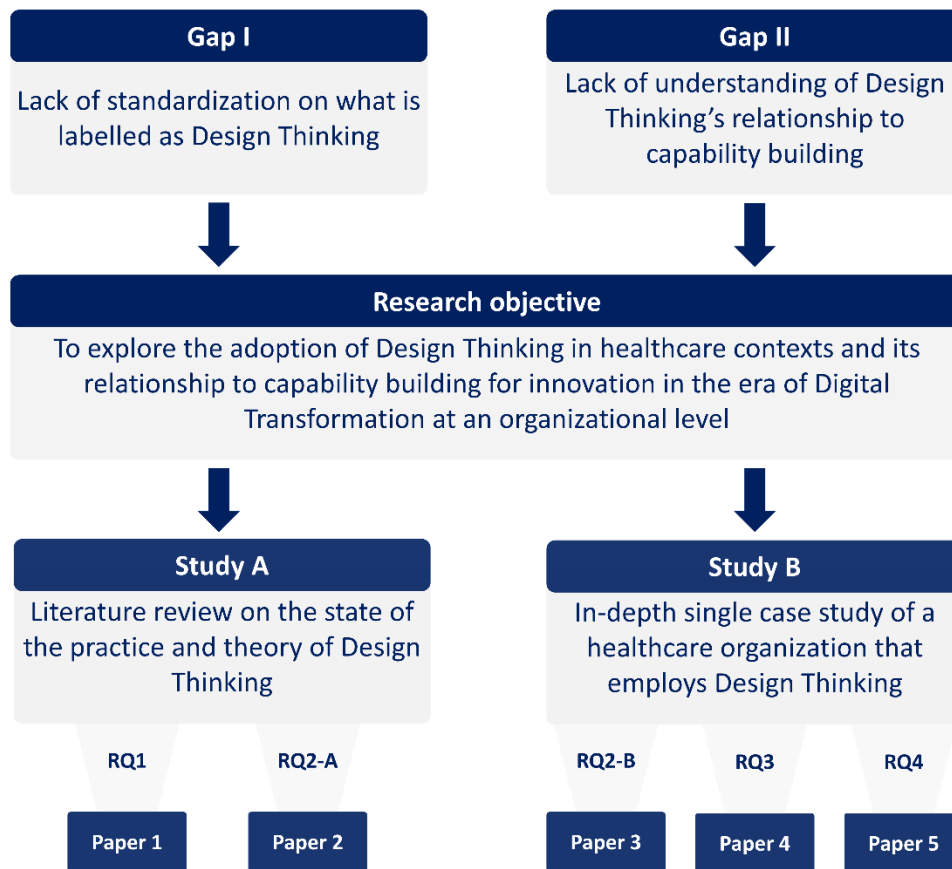 Gap I
Lack of standardization on what is
labelled as Design Thinking
Gap II
Lack of understanding of Design
Thinking's relationship to
capability building
Research objective
To explore the adoption of Design Thinking in healthcare contexts and its
relationship to capability building for innovation in the era of Digital
Transformation at an organizational level
Study A
Literature review on the state of
the practice and theory of Design
Thinking
Study B
In-depth single case study of a
healthcare organization that
employs Design Thinking
RQ1
RQ2-A
RQ2-B
RQ3
RQ4
Paper 1
Paper 2
Paper 3
Paper 4
Paper 5